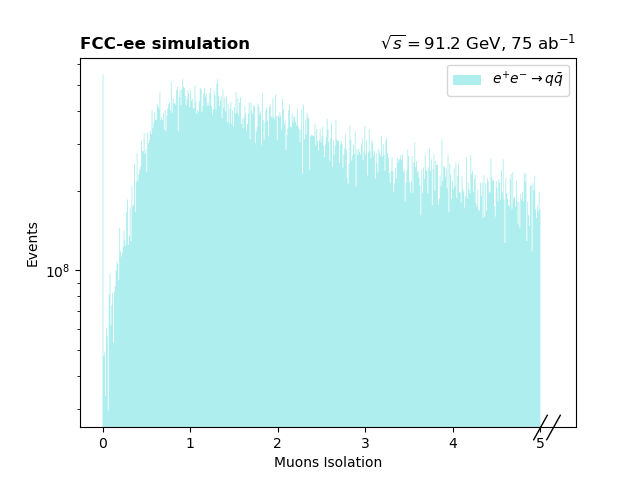 FCC-ee simulation
√s = 91.2 GeV, 75 ab⁻¹
e⁺e⁻ → qq̄
Events
10⁸
0 1 2 3 4 5
Muons Isolation